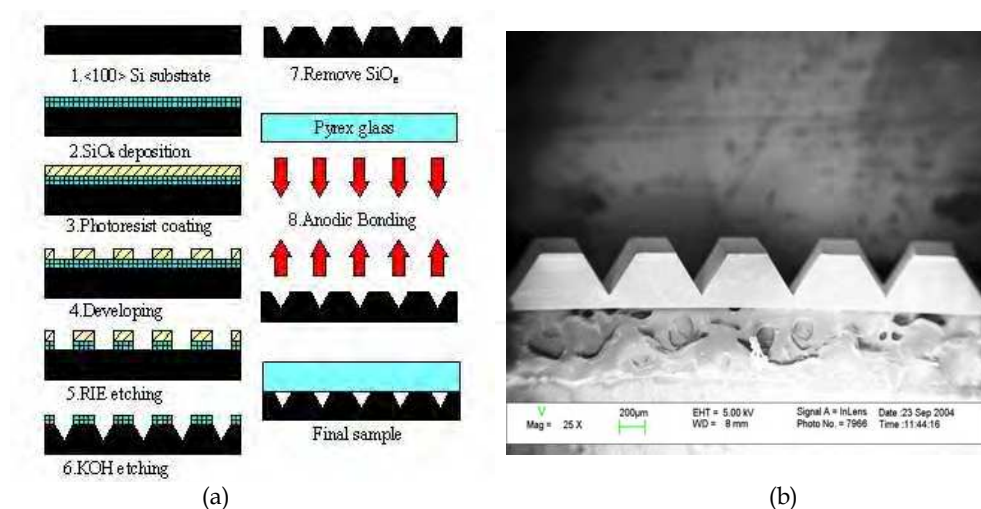 1.<100> Si substrate
2.SiO₂ deposition
3.Photoresist coating
4.Developing
5.RIE etching
6.KOH etching
7.Remove SiO₂
Pyrex glass
8.Anodic Bonding
Final sample
(a)
V
Mag = 25 X
200µm
EHT = 5.00 kV
WD = 8 mm
Signal A = InLens
Photo No. = 7966
Date :23 Sep 2004
Time :11:44:16
(b)